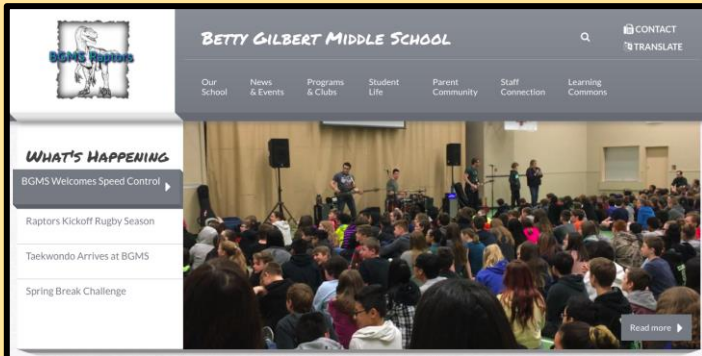 BGMS Raptors
BETTY GILBERT MIDDLE SCHOOL
CONTACT
TRANSLATE
Our School
News & Events
Programs & Clubs
Student Life
Parent Community
Staff Connection
Learning Commons
WHAT'S HAPPENING
BGMS Welcomes Speed Control
Raptors Kickoff Rugby Season
Taekwondo Arrives at BGMS
Spring Break Challenge
Read more